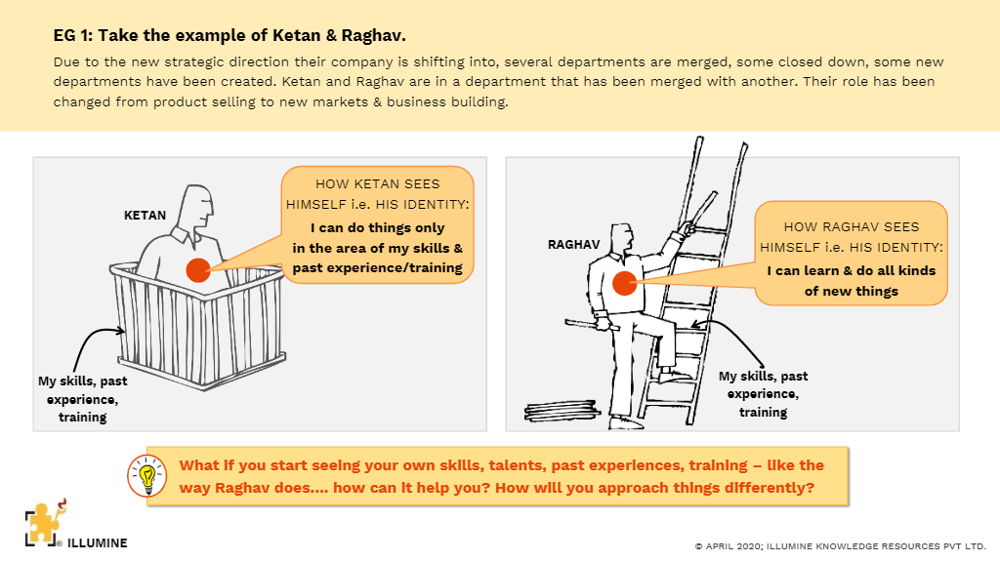 EG 1: Take the example of Ketan & Raghav.
Due to the new strategic direction their company is shifting into, several departments are merged, some closed down, some new
departments have been created. Ketan and Raghav are in a department that has been merged with another. Their role has been
changed from product selling to new markets & business building.
KETAN
HOW KETAN SEES
HIMSELF i.e. HIS IDENTITY:
I can do things only
in the area of my skills &
past experience/training
My skills, past
experience,
training
RAGHAV
HOW RAGHAV SEES
HIMSELF i.e. HIS IDENTITY:
I can learn & do all kinds
of new things
My skills, past
experience,
training
What if you start seeing your own skills, talents, past experiences, training – like the
way Raghav does.... how can it help you? How will you approach things differently?
® ILLUMINE
© APRIL 2020; ILLUMINE KNOWLEDGE RESOURCES PVT LTD.